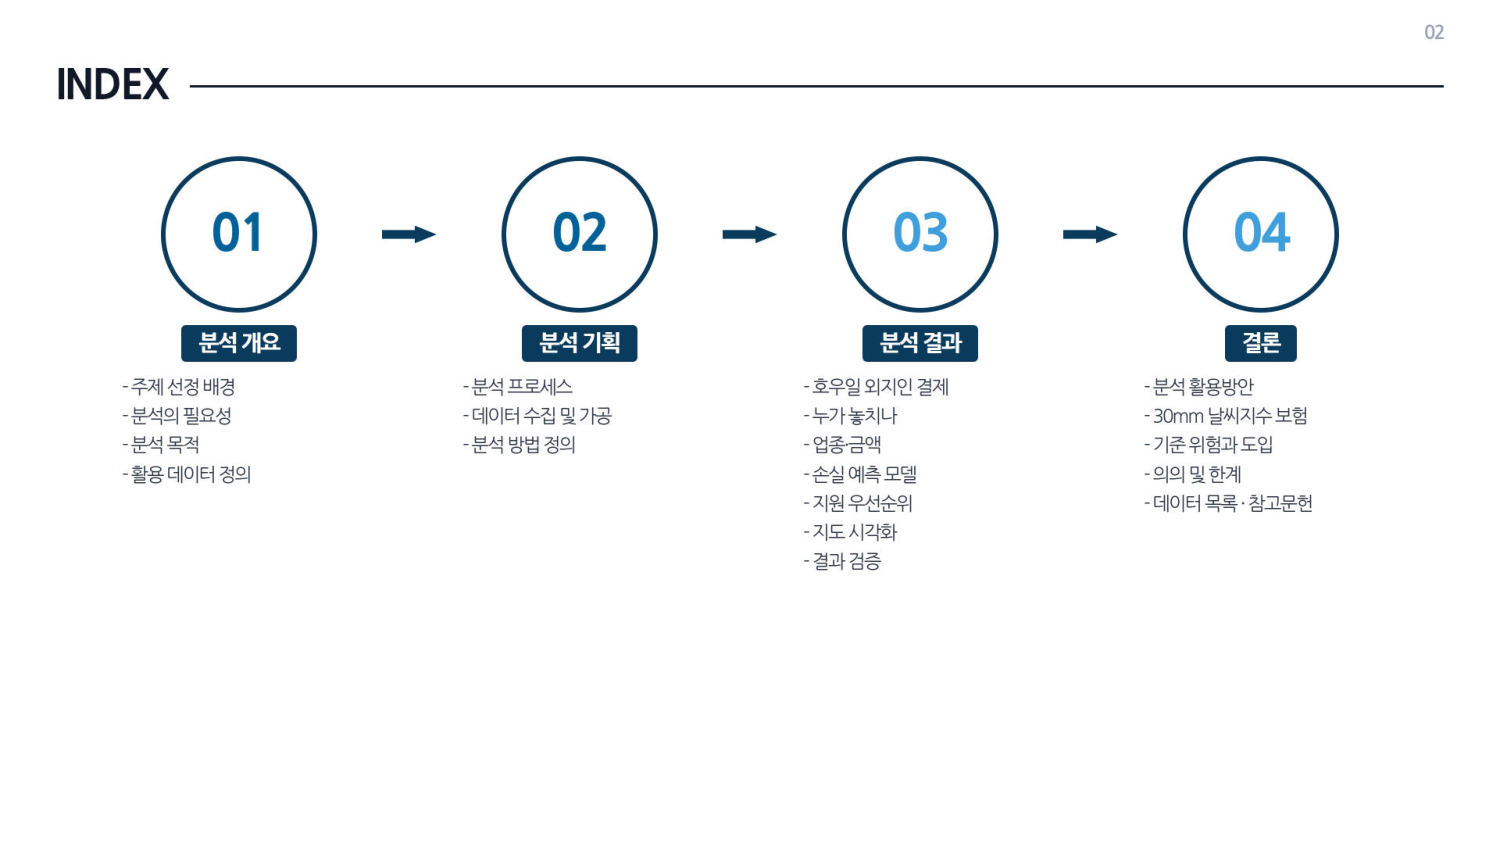 02
INDEX
01
분석 개요
- 주제 선정 배경
- 분석의 필요성
- 분석 목적
- 활용 데이터 정의
02
분석 기획
- 분석 프로세스
- 데이터 수집 및 가공
- 분석 방법 정의
03
분석 결과
- 호우일 외지인 결제
- 누가 놓치나
- 업종·금액
- 손실 예측 모델
- 지원 우선순위
- 지도 시각화
- 결과 검증
04
결론
- 분석 활용방안
- 30mm 날씨지수 보험
- 기준 위험과 도입
- 의의 및 한계
- 데이터 목록 · 참고문헌